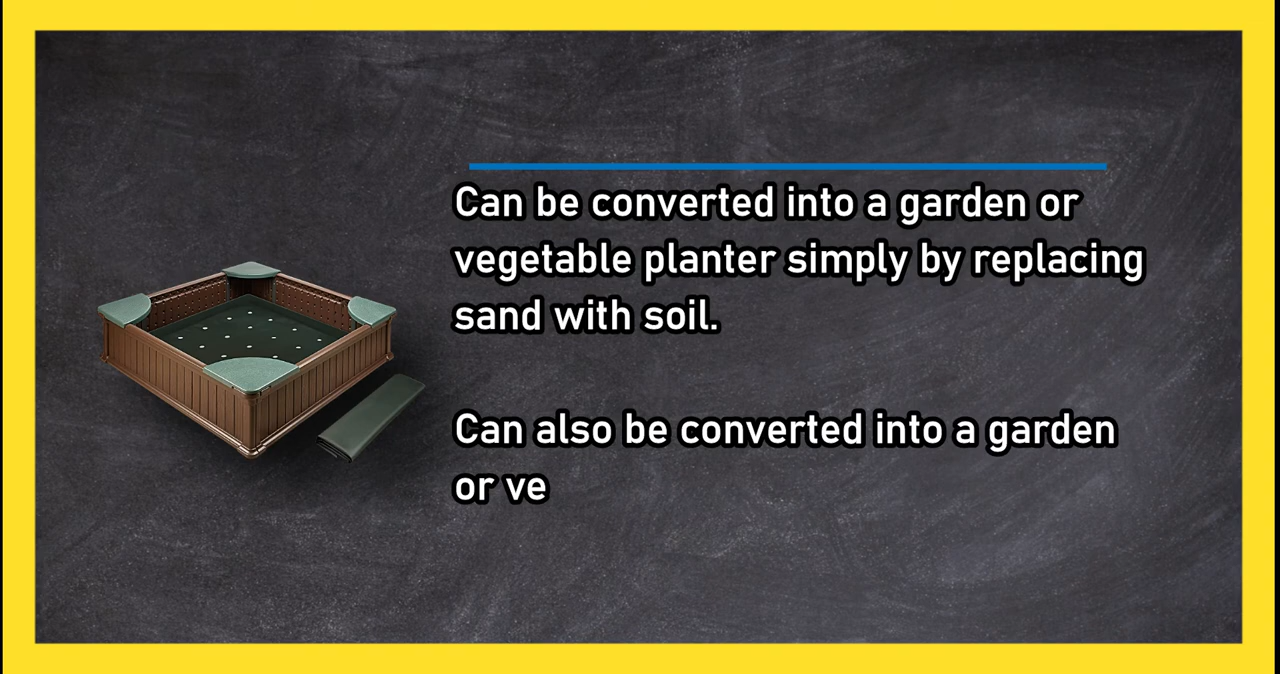 Can be converted into a garden or
vegetable planter simply by replacing
sand with soil.
Can also be converted into a garden
or ve